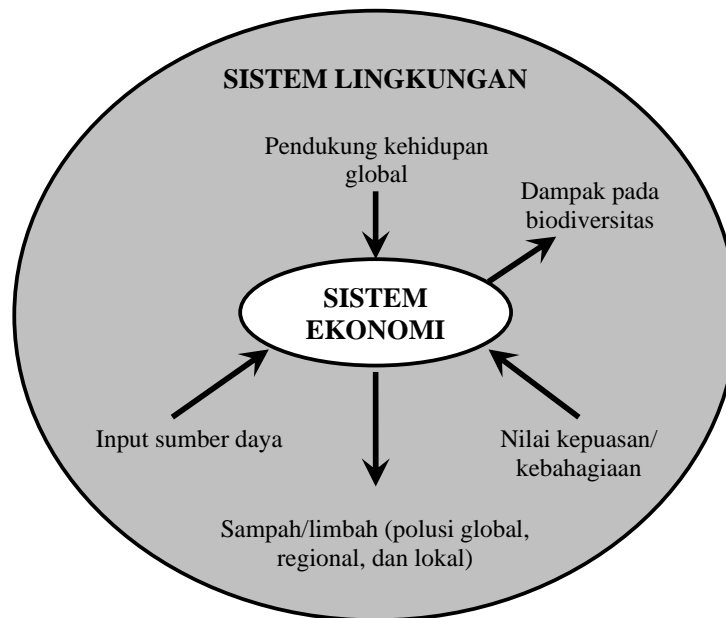 SISTEM LINGKUNGAN
Pendukung kehidupan
global
Dampak pada
biodiversitas
SISTEM
EKONOMI
Input sumber daya
Nilai kepuasan/
kebahagiaan
Sampah/limbah (polusi global,
regional, dan lokal)